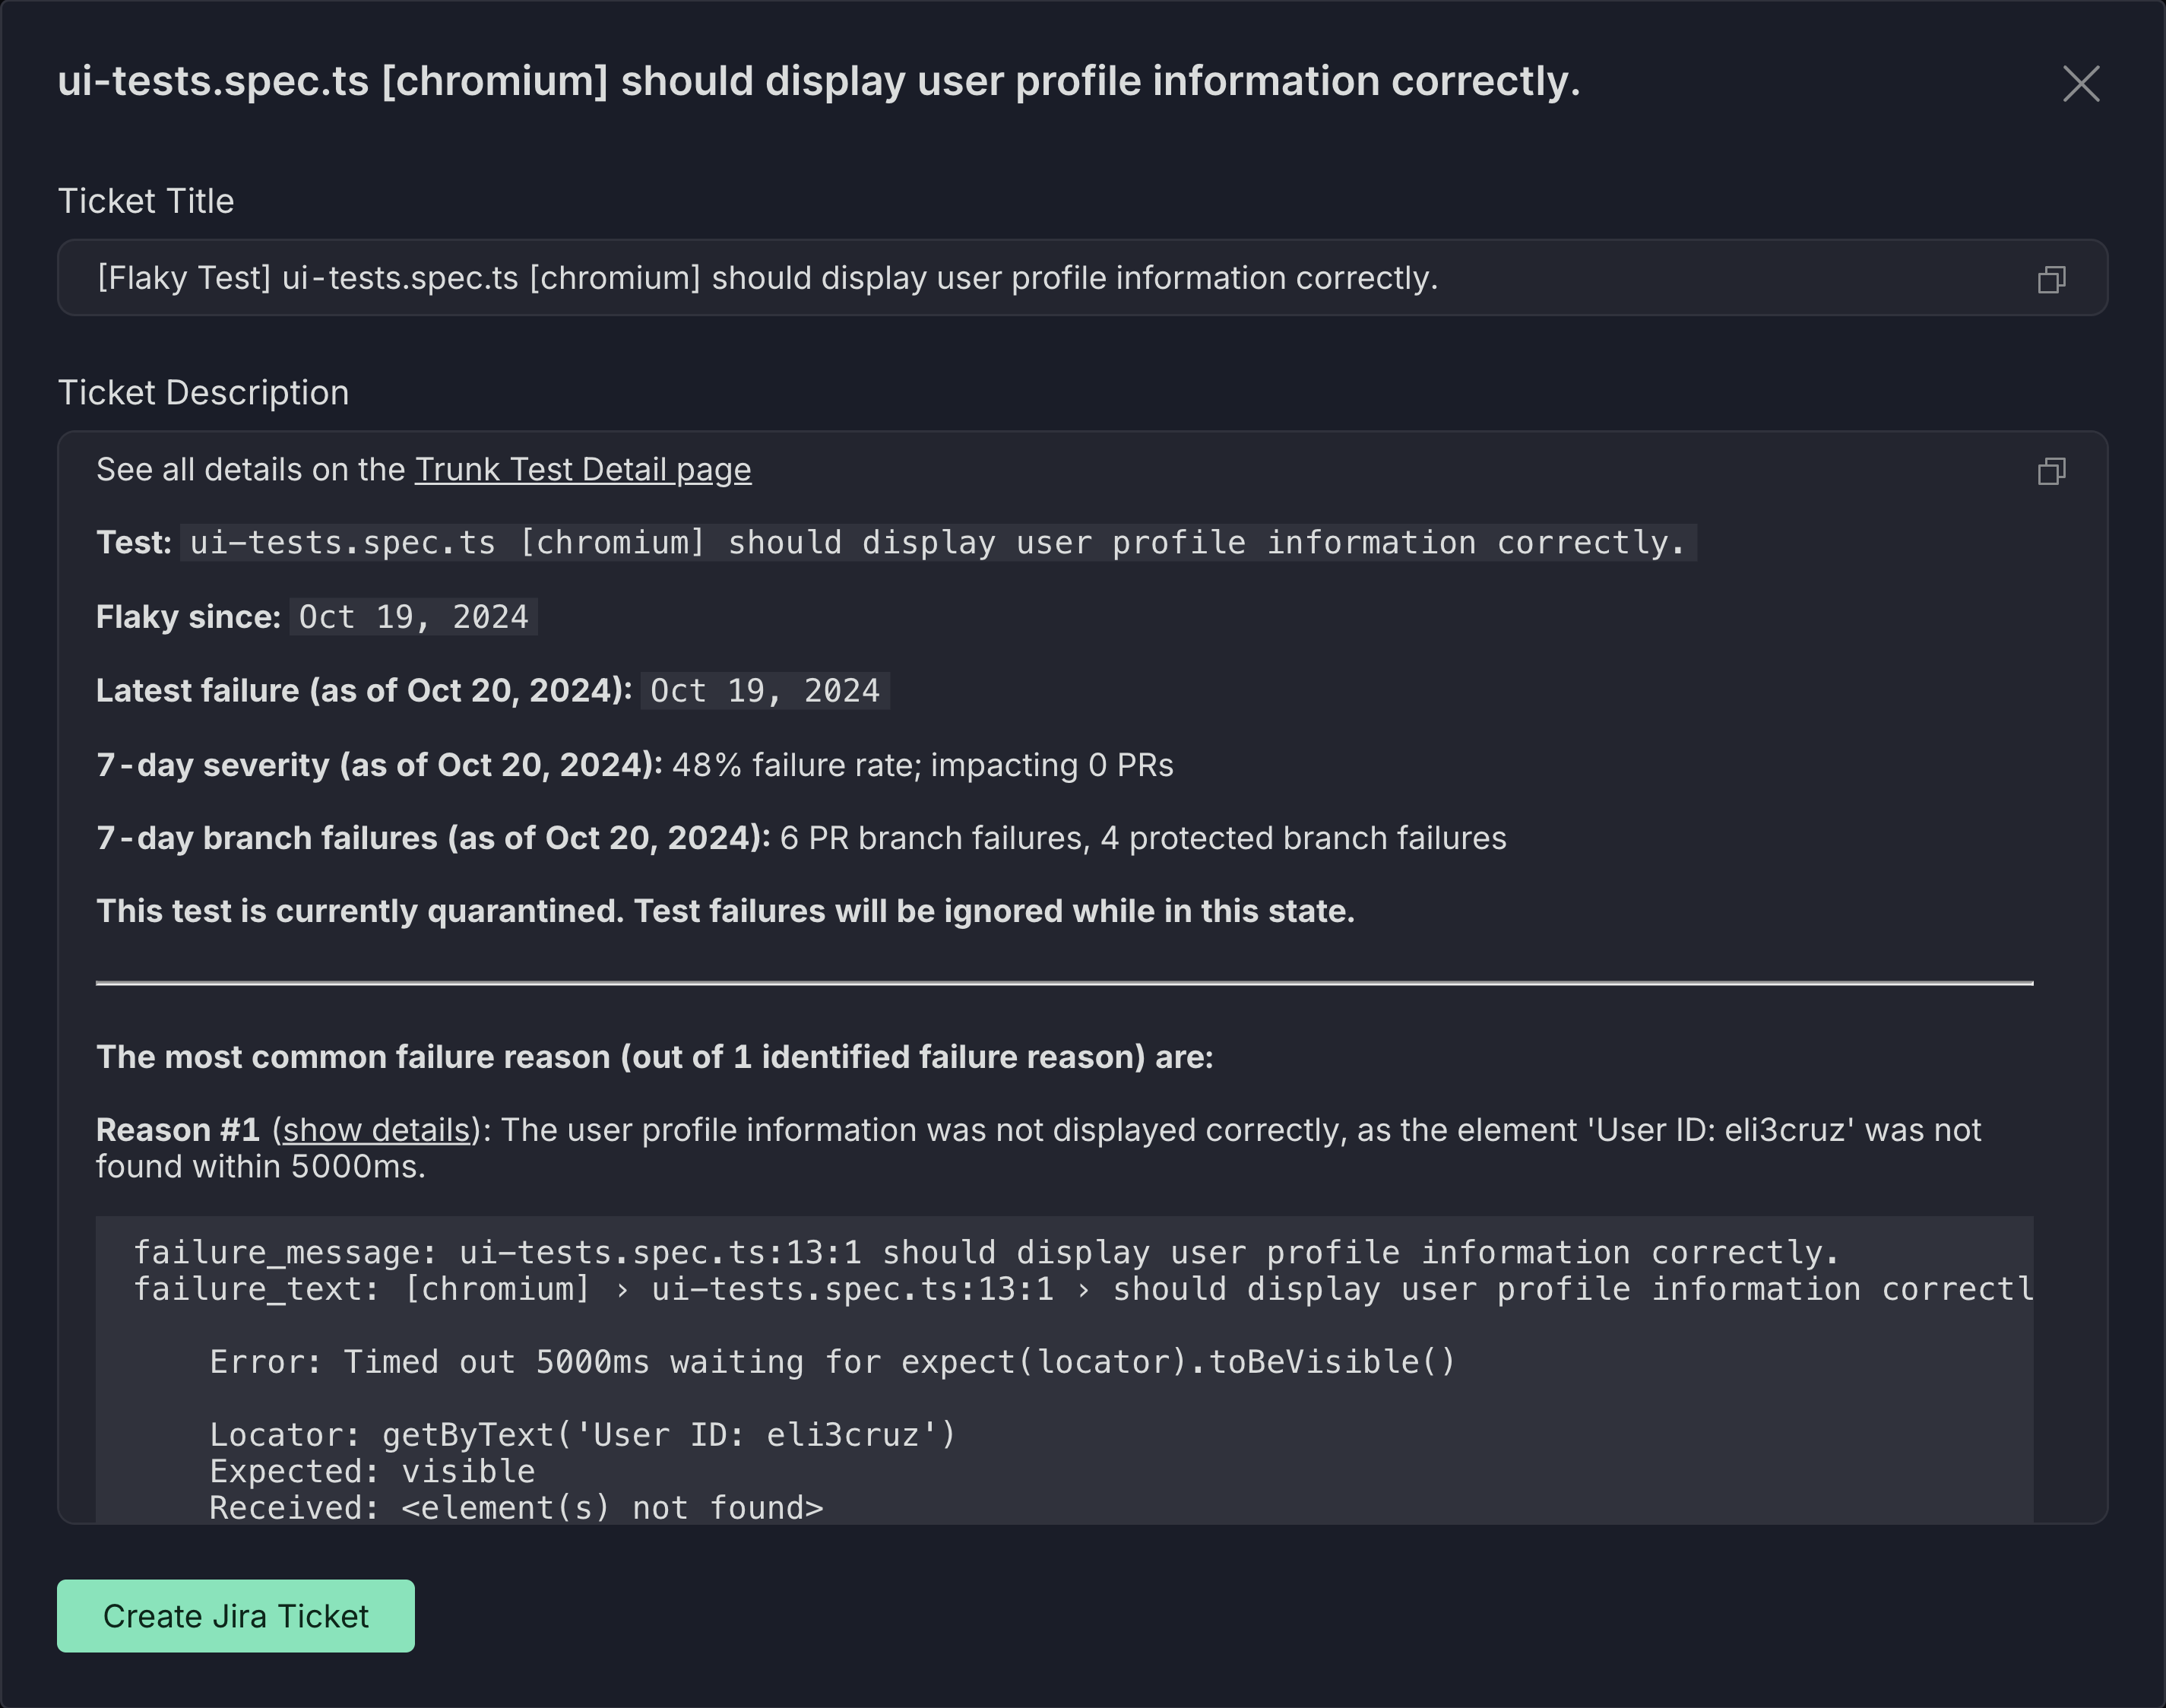 ui-tests.spec.ts [chromium] should display user profile information correctly.
Ticket Title
[Flaky Test] ui-tests.spec.ts [chromium] should display user profile information correctly.
Ticket Description
See all details on the Trunk Test Detail page
Test: ui-tests.spec.ts [chromium] should display user profile information correctly.
Flaky since: Oct 19, 2024
Latest failure (as of Oct 20, 2024): Oct 19, 2024
7-day severity (as of Oct 20, 2024): 48% failure rate; impacting 0 PRs
7-day branch failures (as of Oct 20, 2024): 6 PR branch failures, 4 protected branch failures
This test is currently quarantined. Test failures will be ignored while in this state.
The most common failure reason (out of 1 identified failure reason) are:
Reason #1 (show details): The user profile information was not displayed correctly, as the element 'User ID: eli3cruz' was not
found within 5000ms.
failure_message: ui-tests.spec.ts:13:1 should display user profile information correctly.
failure_text: [chromium] › ui-tests.spec.ts:13:1 › should display user profile information correctl
Error: Timed out 5000ms waiting for expect(locator).toBeVisible()
Locator: getByText('User ID: eli3cruz')
Expected: visible
Received: <element(s) not found>
Create Jira Ticket